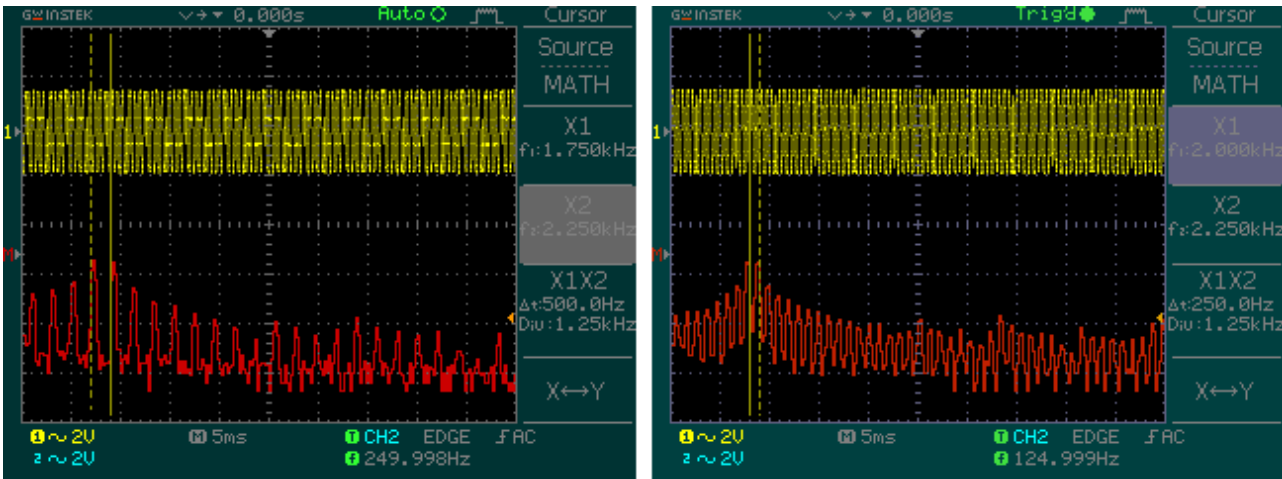 GWINSTEK 0.000s Auto Cursor
Source
MATH
1
X1
f1:1.750kHz
X2
f2:2.250kHz
M
X1X2
Δf:500.0Hz
Div:1.25kHz
X↔Y
1 ~ 2V M 5ms T CH2 EDGE AC
2 ~ 2V f 249.998Hz
GWINSTEK 0.000s Trig'd Cursor
Source
MATH
1
X1
f1:2.000kHz
X2
f2:2.250kHz
M
X1X2
Δf:250.0Hz
Div:1.25kHz
X↔Y
1 ~ 2V M 5ms T CH2 EDGE AC
2 ~ 2V f 124.999Hz